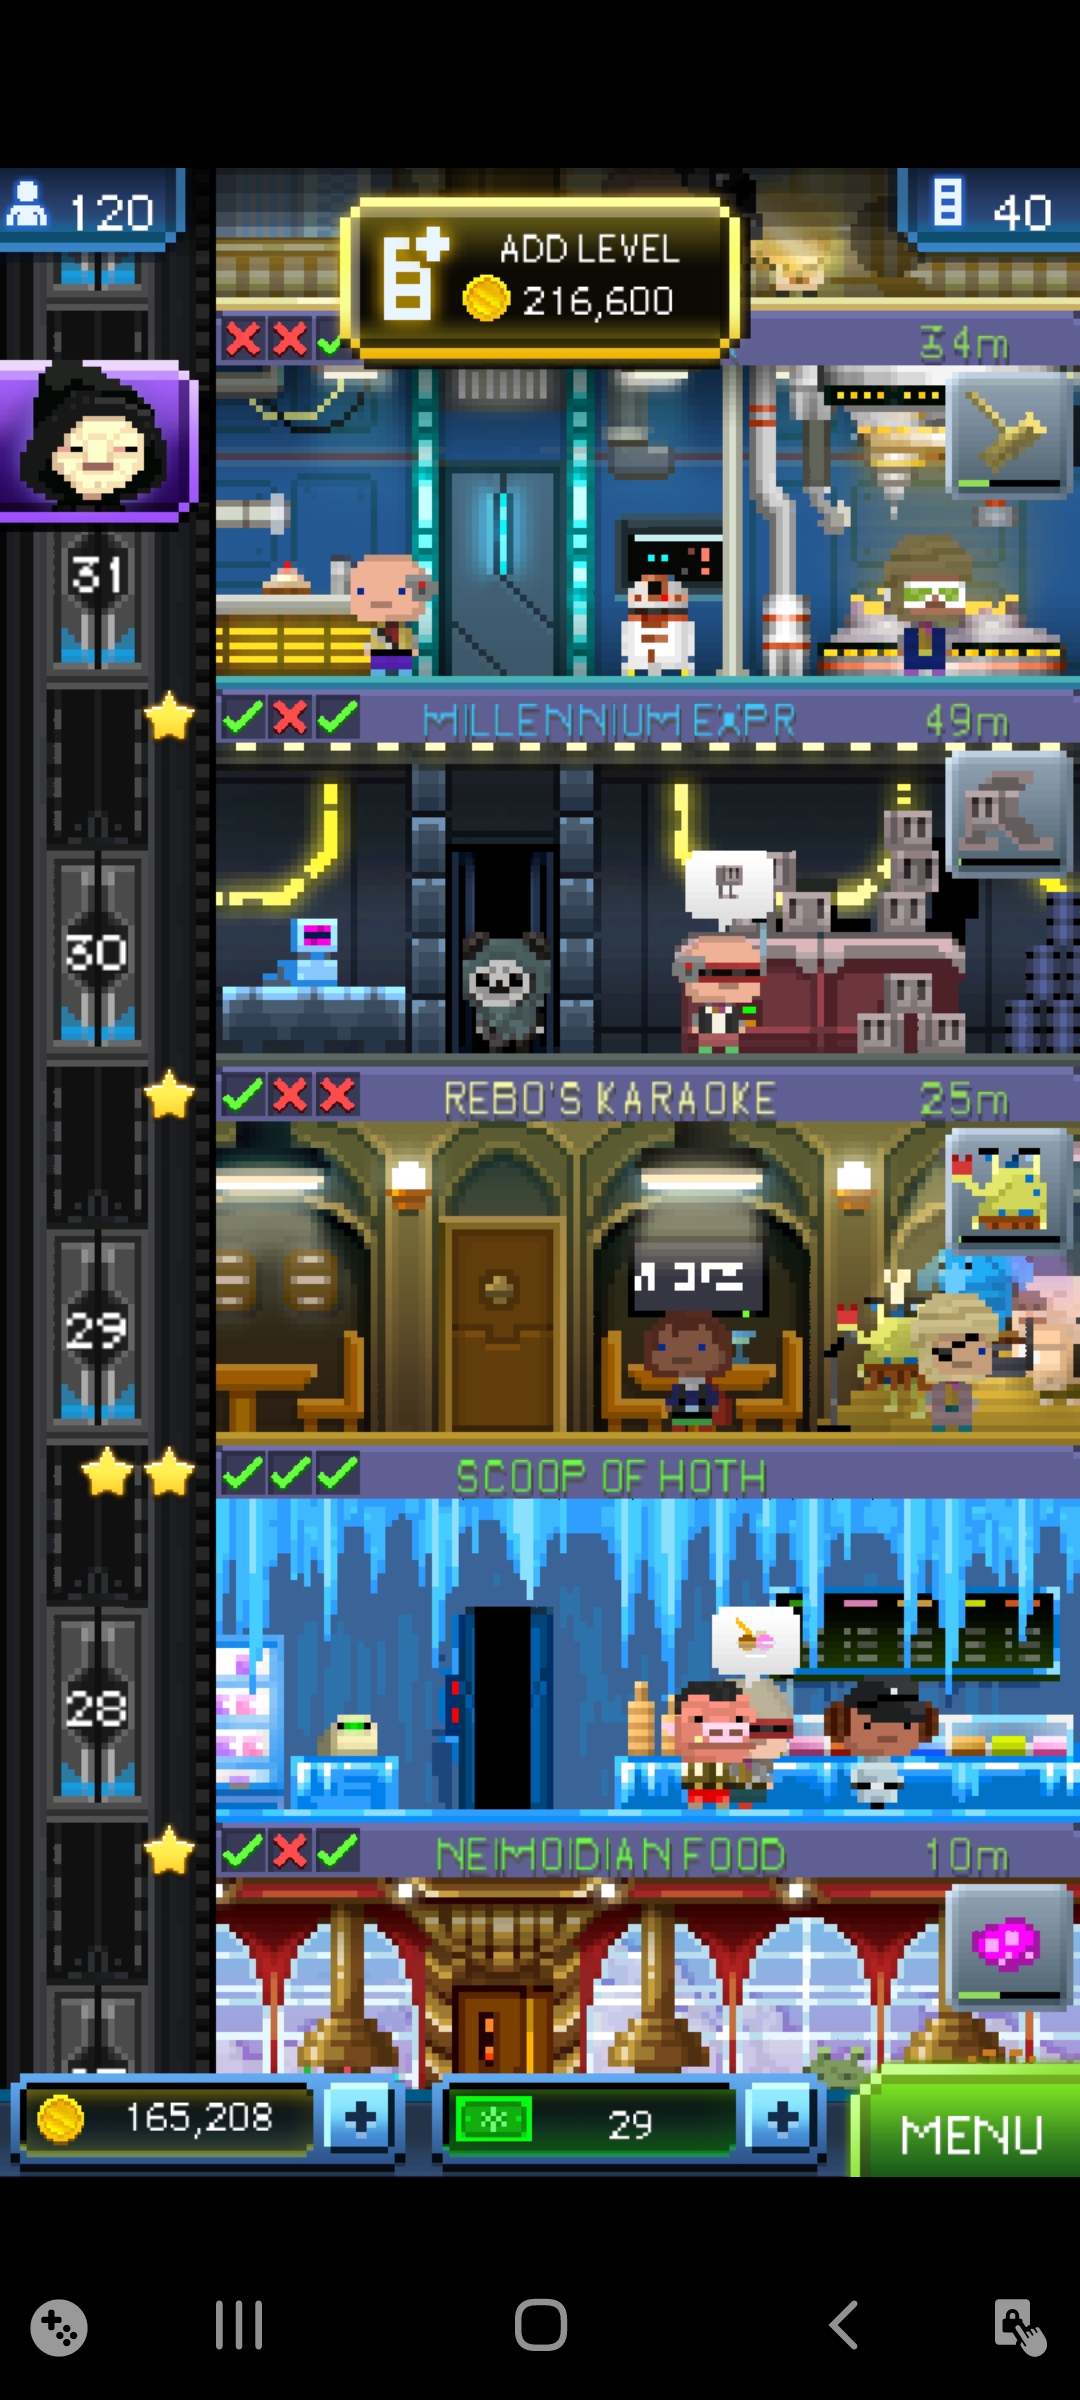 120
40
ADD LEVEL
216,600
34m
31
MILLENNIUM EXPR
49m
30
REBO'S KARAOKE
25m
29
SCOOP OF HOTH
28
NEIMOIDIAN FOOD
10m
165,208
29
MENU